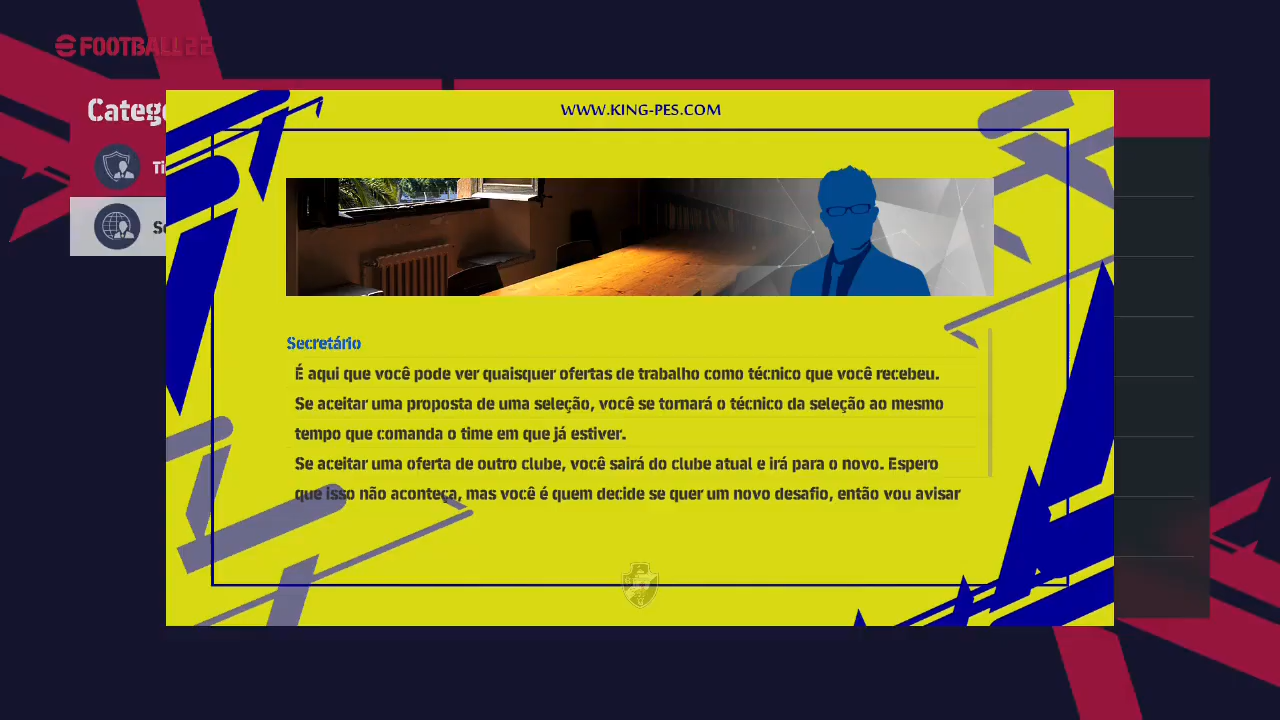 FOOTBALL22
WWW.KING-PES.COM
Secretário
É aqui que você pode ver quaisquer ofertas de trabalho como técnico que você recebeu.
Se aceitar uma proposta de uma seleção, você se tornará o técnico da seleção ao mesmo
tempo que comanda o time em que já estiver.
Se aceitar uma oferta de outro clube, você sairá do clube atual e irá para o novo. Espero
que isso não aconteça, mas você é quem decide se quer um novo desafio, então vou avisar